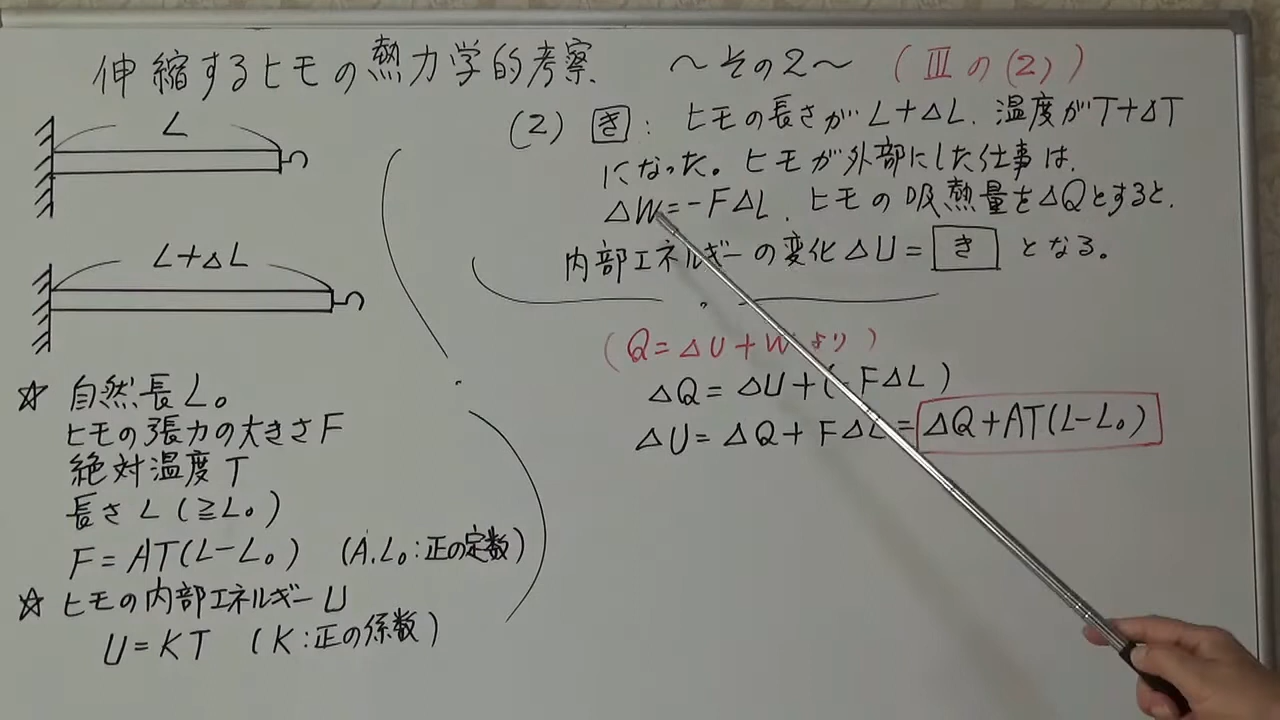 伸縮するヒモの熱力学的考察 ～その2～ (Ⅲの(2))
L
L+ΔL
☆ 自然長L₀
ヒモの張力の大きさF
絶対温度T
長さL (≧L₀)
F=AT(L-L₀) (A.L₀:正の定数)
☆ ヒモの内部エネルギーU
U=KT (K:正の係数)
(2) き: ヒモの長さがL+ΔL. 温度がT+ΔT
になった。ヒモが外部にした仕事は.
ΔW=-FΔL. ヒモの吸熱量をΔQとすると.
内部エネルギーの変化ΔU= き となる。
(Q=ΔU+Wより)
ΔQ=ΔU+(-FΔL)
ΔU=ΔQ+FΔL=ΔQ+AT(L-L₀)